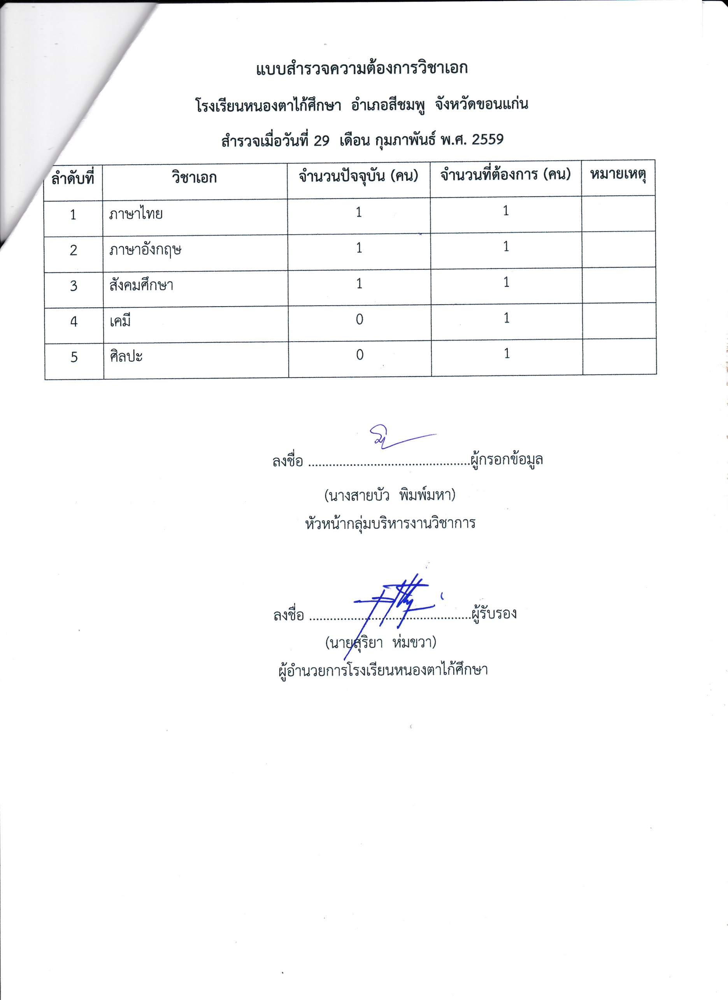 แบบสำรวจความต้องการวิชาเอก
โรงเรียนหนองตาไก้ศึกษา อำเภอสีชมพู จังหวัดขอนแก่น
สำรวจเมื่อวันที่ 29 เดือน กุมภาพันธ์ พ.ศ. 2559
ลำดับที่ วิชาเอก จำนวนปัจจุบัน (คน) จำนวนที่ต้องการ (คน) หมายเหตุ
1 ภาษาไทย 1 1
2 ภาษาอังกฤษ 1 1
3 สังคมศึกษา 1 1
4 เคมี 0 1
5 ศิลปะ 0 1
ลงชื่อ ...............................................ผู้กรอกข้อมูล
(นางสายบัว พิมพ์มหา)
หัวหน้ากลุ่มบริหารงานวิชาการ
ลงชื่อ ...............................................ผู้รับรอง
(นายสุริยา ห่มขวา)
ผู้อำนวยการโรงเรียนหนองตาไก้ศึกษา